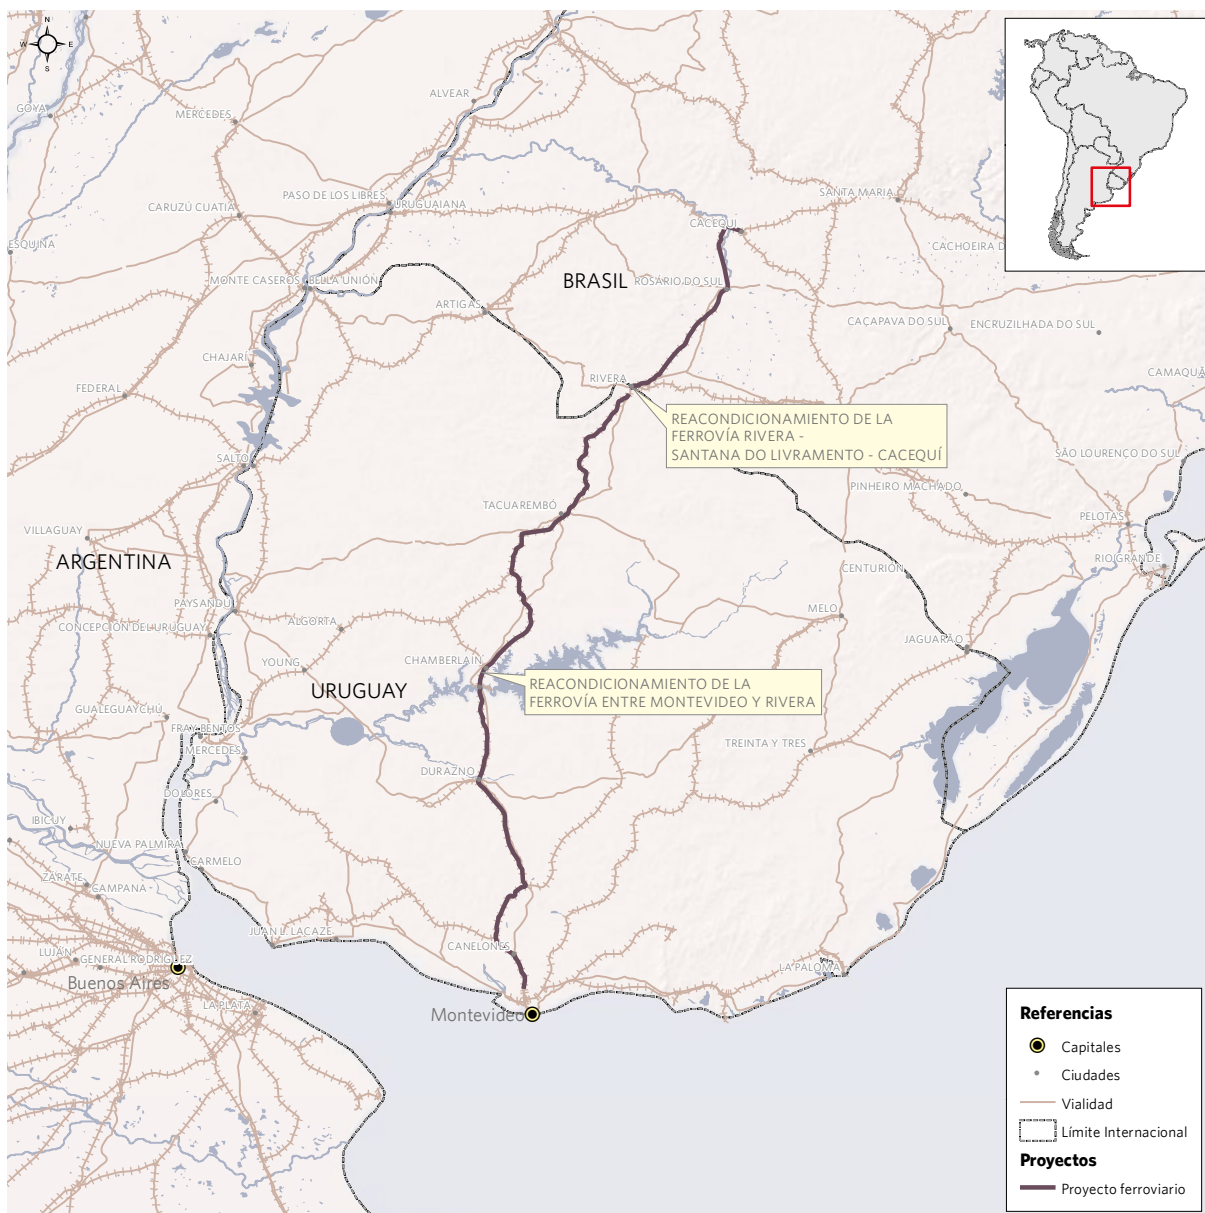 N
W E
S
GOYA
MERCEDES
ALVEAR
PASO DE LOS LIBRES
URUGUAIANA
CARUZÚ CUATIÁ
SANTA MARIA
ESQUINA
CACEQUÍ
CACHOEIRA D
MONTE CASEROS
BELLA UNIÓN
BRASIL
ROSÁRIO DO SUL
ARTIGAS
CAÇAPAVA DO SUL
ENCRUZILHADA DO SUL
CHAJARÍ
RIVERA
CAMAQUÃ
FEDERAL
REACONDICIONAMIENTO DE LA
FERROVÍA RIVERA -
SANTANA DO LIVRAMENTO - CACEQUÍ
SALTO
SÃO LOURENÇO DO SUL
PINHEIRO MACHADO
TACUAREMBÓ
PELOTAS
VILLAGUAY
ARGENTINA
RIO GRANDE
CENTURIÓN
PAYSANDÚ
MELO
CONCEPCIÓN DEL URUGUAY
ALGORTA
JAGUARÃO
YOUNG
CHAMBERLAIN
URUGUAY
REACONDICIONAMIENTO DE LA
FERROVÍA ENTRE MONTEVIDEO Y RIVERA
GUALEGUAYCHÚ
FRAY BENTOS
MERCEDES
TREINTA Y TRES
DURAZNO
DOLORES
IBICUY
NUEVA PALMIRA
CARMELO
ZÁRATE
CAMPANA
JUAN L. LACAZE
CANELONES
LUJÁN
GENERAL RODRIGUEZ
LA PALOMA
Buenos Aires
LA PLATA
Montevideo
Referencias
Capitales
Ciudades
Vialidad
Límite Internacional
Proyectos
Proyecto ferroviario